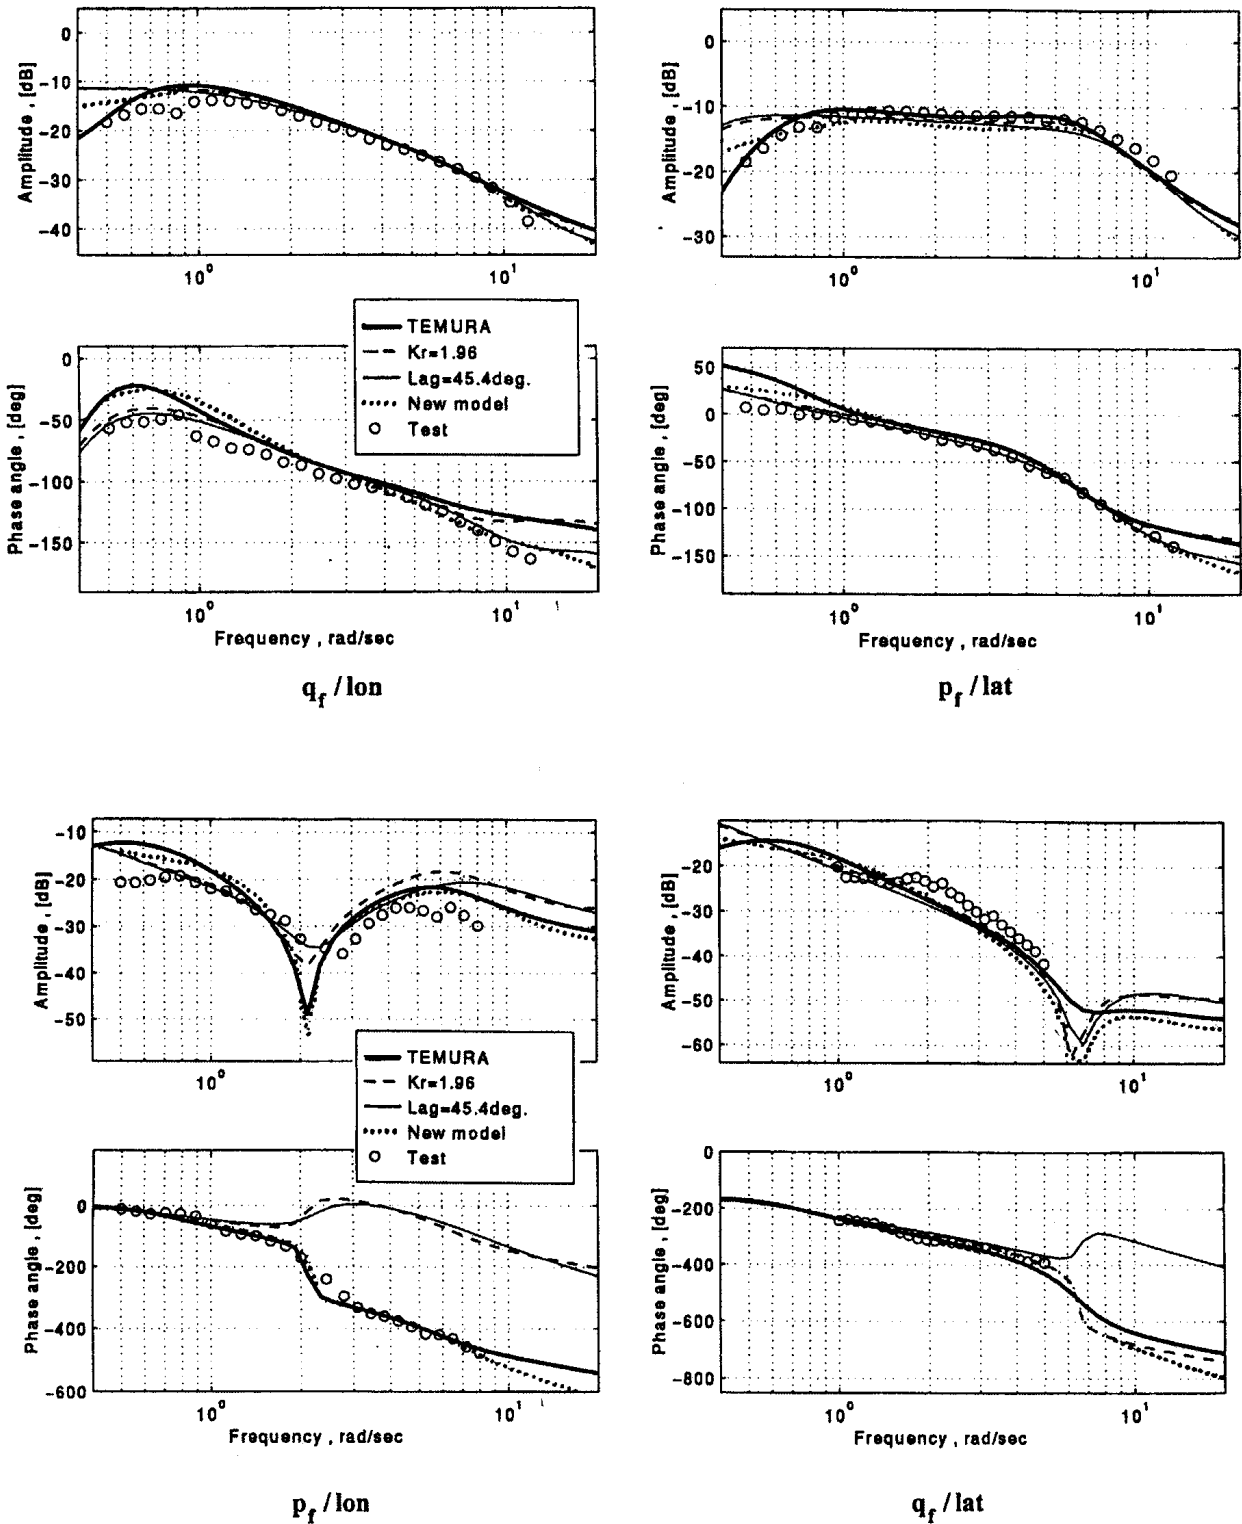 0
-10
-20
-30
-40
Amplitude , [dB]
10⁰
10¹
0
-10
-20
-30
Amplitude , [dB]
10⁰
10¹
TEMURA
Kr=1.96
Lag=45.4deg.
New model
Test
0
-50
-100
-150
Phase angle , [deg]
10⁰
10¹
Frequency , rad/sec
q_f / lon
50
0
-50
-100
-150
Phase angle , [deg]
10⁰
10¹
Frequency , rad/sec
p_f / lat
-10
-20
-30
-40
-50
Amplitude , [dB]
10⁰
-20
-30
-40
-50
-60
Amplitude , [dB]
10⁰
10¹
TEMURA
Kr=1.96
Lag=45.4deg.
New model
Test
0
-200
-400
-600
Phase angle , [deg]
10⁰
10¹
Frequency , rad/sec
p_f / lon
0
-200
-400
-600
-800
Phase angle , [deg]
10⁰
10¹
Frequency , rad/sec
q_f / lat